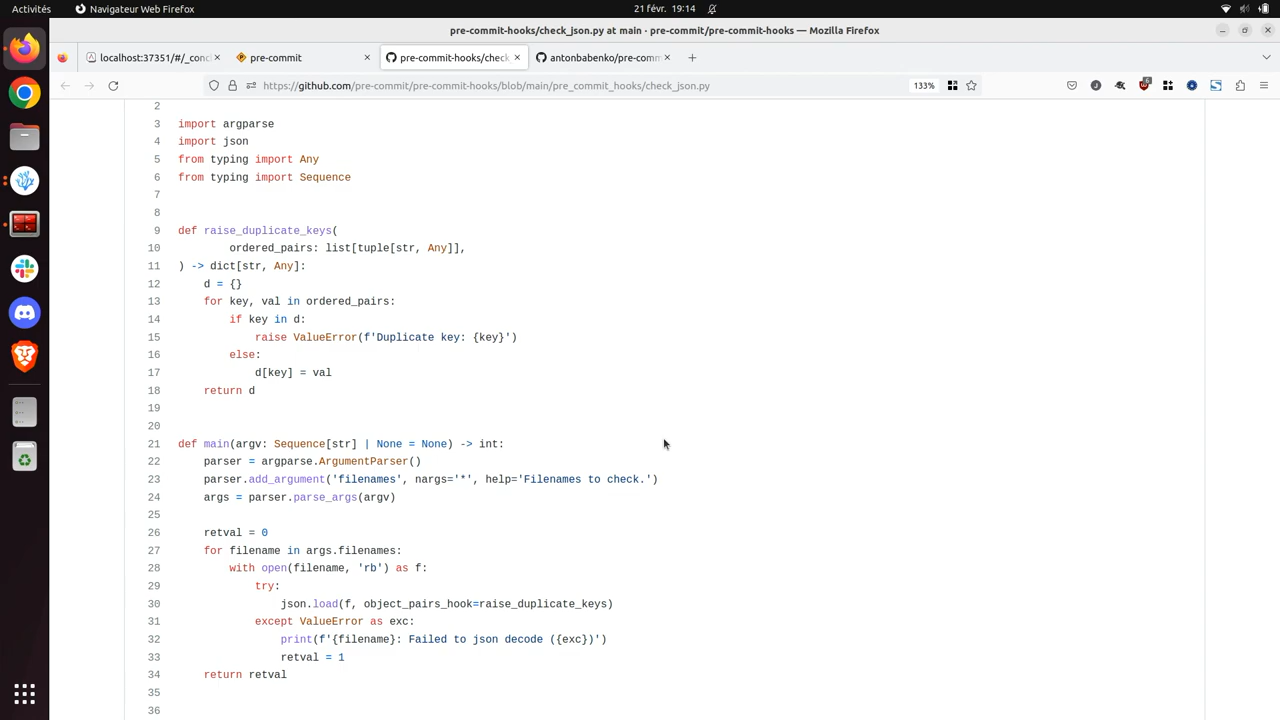 Activités
Navigateur Web Firefox
21 févr. 19:14
pre-commit-hooks/check_json.py at main · pre-commit/pre-commit-hooks — Mozilla Firefox
localhost:37351/#/_conc
pre-commit
pre-commit-hooks/check
antonbabenko/pre-comm
https://github.com/pre-commit/pre-commit-hooks/blob/main/pre_commit_hooks/check_json.py
133%
6
2
3 import argparse
4 import json
5 from typing import Any
6 from typing import Sequence
7
8
9 def raise_duplicate_keys(
10         ordered_pairs: list[tuple[str, Any]],
11 ) -> dict[str, Any]:
12     d = {}
13     for key, val in ordered_pairs:
14         if key in d:
15             raise ValueError(f'Duplicate key: {key}')
16         else:
17             d[key] = val
18     return d
19
20
21 def main(argv: Sequence[str] | None = None) -> int:
22     parser = argparse.ArgumentParser()
23     parser.add_argument('filenames', nargs='*', help='Filenames to check.')
24     args = parser.parse_args(argv)
25
26     retval = 0
27     for filename in args.filenames:
28         with open(filename, 'rb') as f:
29             try:
30                 json.load(f, object_pairs_hook=raise_duplicate_keys)
31             except ValueError as exc:
32                 print(f'{filename}: Failed to json decode ({exc})')
33                 retval = 1
34     return retval
35
36